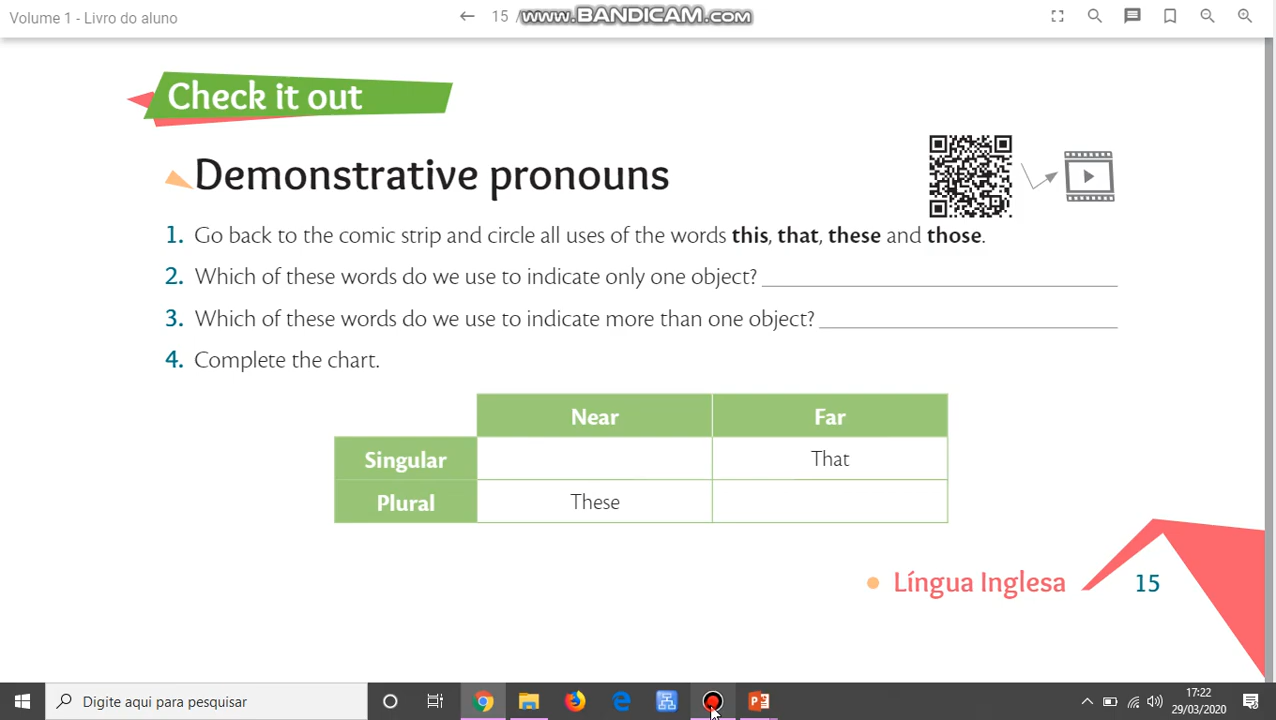 Volume 1 - Livro do aluno
15 /
www.BANDICAM.com
Check it out
Demonstrative pronouns
1. Go back to the comic strip and circle all uses of the words this, that, these and those.
2. Which of these words do we use to indicate only one object?
3. Which of these words do we use to indicate more than one object?
4. Complete the chart.
Near Far
Singular That
Plural These
Língua Inglesa 15
Digite aqui para pesquisar
17:22
29/03/2020